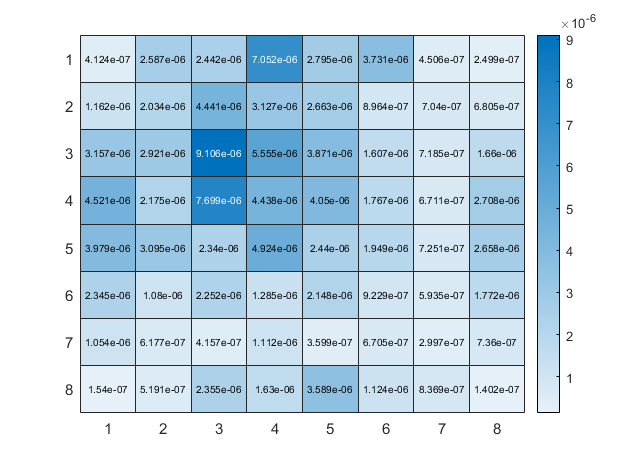 ×10-6
1 4.124e-07 2.587e-06 2.442e-06 7.052e-06 2.795e-06 3.731e-06 4.506e-07 2.499e-07 9
2 1.162e-06 2.034e-06 4.441e-06 3.127e-06 2.663e-06 8.964e-07 7.04e-07 6.805e-07 8
7
3 3.157e-06 2.921e-06 9.106e-06 5.555e-06 3.871e-06 1.607e-06 7.185e-07 1.66e-06 6
4 4.521e-06 2.175e-06 7.699e-06 4.438e-06 4.05e-06 1.767e-06 6.711e-07 2.708e-06 5
5 3.979e-06 3.095e-06 2.34e-06 4.924e-06 2.44e-06 1.949e-06 7.251e-07 2.658e-06 4
6 2.345e-06 1.08e-06 2.252e-06 1.285e-06 2.148e-06 9.229e-07 5.935e-07 1.772e-06 3
7 1.054e-06 6.177e-07 4.157e-07 1.112e-06 3.599e-07 6.705e-07 2.997e-07 7.36e-07 2
8 1.54e-07 5.191e-07 2.355e-06 1.63e-06 3.589e-06 1.124e-06 8.369e-07 1.402e-07 1
1 2 3 4 5 6 7 8